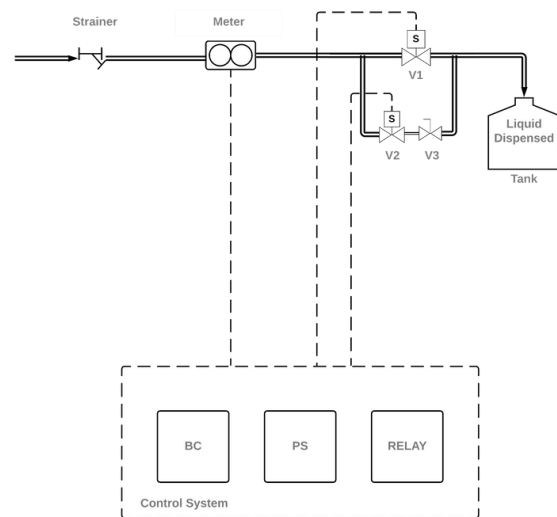 Strainer
Meter
S
V1
S
V2
V3
Liquid
Dispensed
Tank
BC
PS
RELAY
Control System